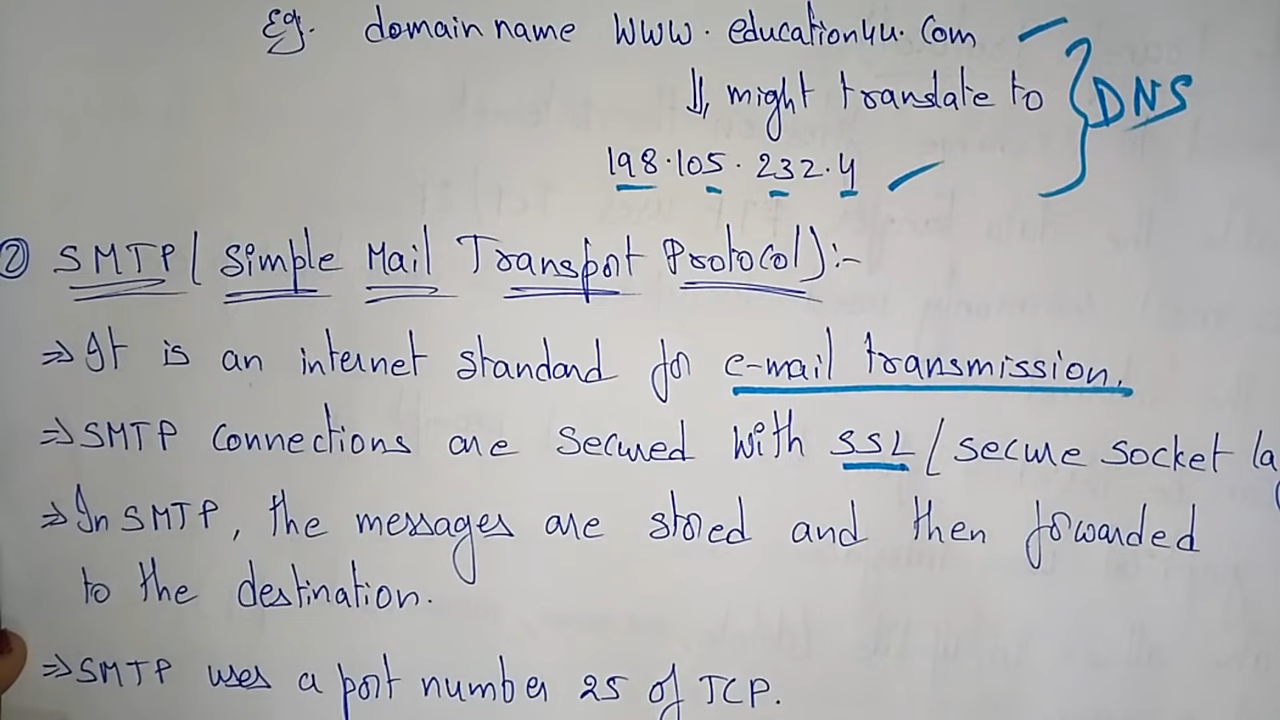 Eg. domain name www.education4u.com
⇓, might translate to
DNS
198.105.232.4
② SMTP (Simple Mail Transport Protocol):-
⇒ It is an internet standard for e-mail transmission.
⇒ SMTP connections are secured with SSL (secure socket la
⇒ In SMTP, the messages are stored and then forwarded
to the destination.
⇒ SMTP uses a port number 25 of TCP.